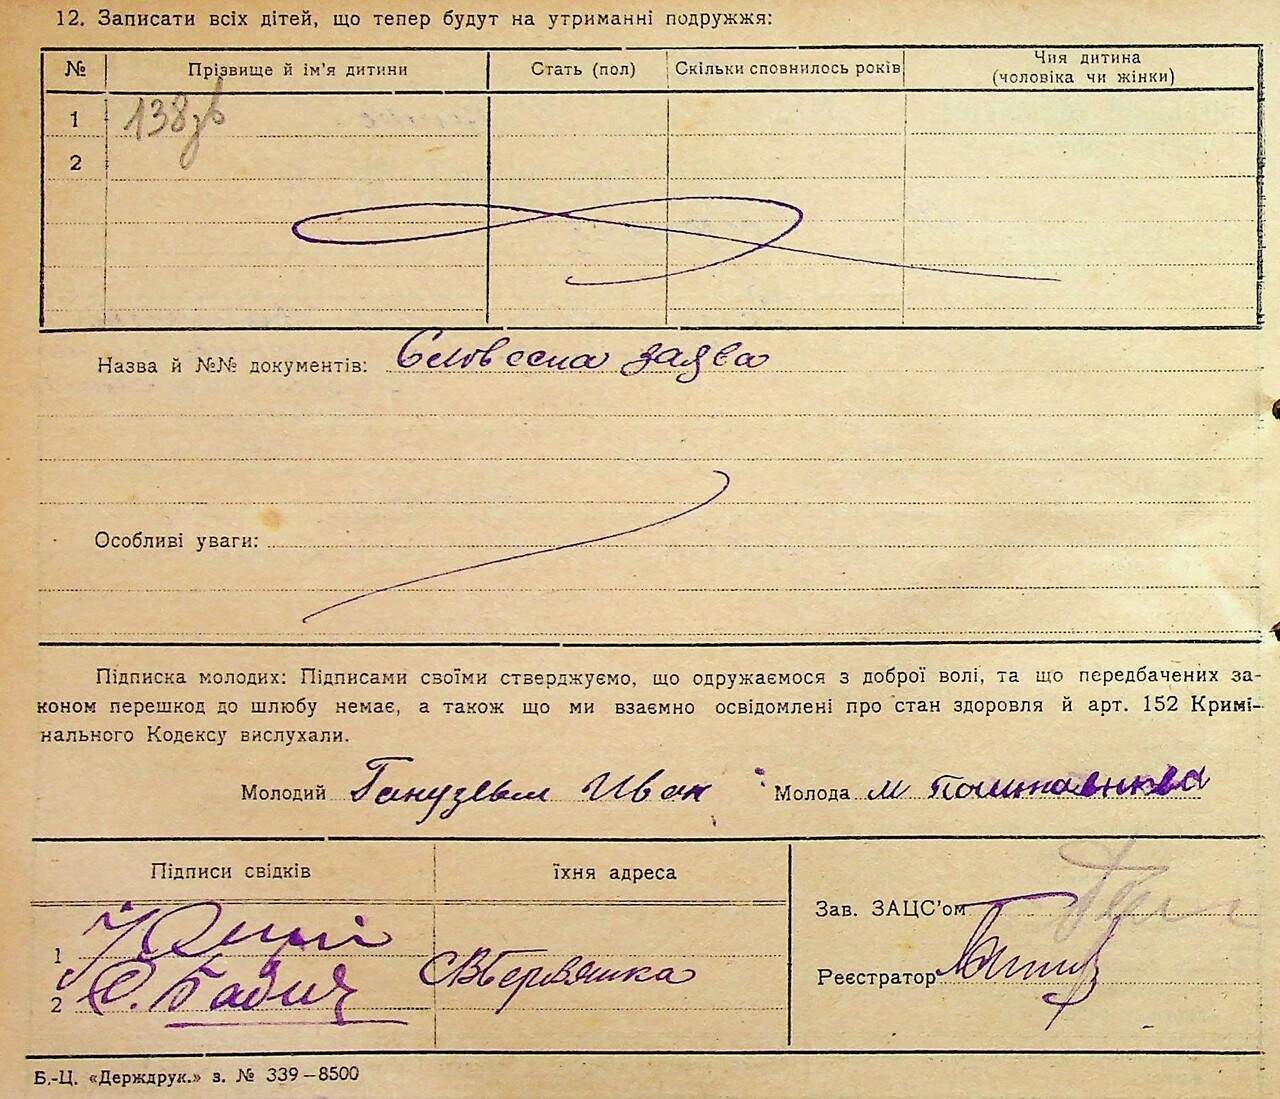 12. Записати всіх дітей, що тепер будут на утриманні подружжя:
№ Прізвище й ім'я дитини Стать (пол) Скільки сповнилось років Чия дитина (чоловіка чи жінки)
1 138
2
Назва й №№ документів: Словесна заява
Особливі уваги:
Підписка молодих: Підписами своїми стверджуємо, що одружаємося з доброї волі, та що передбачених за-
коном перешкод до шлюбу немає, а також що ми взаємно освідомлені про стан здоровля й арт. 152 Кримі-
нального Кодексу вислухали.
Молодий Иван Молода М
Підписи свідків їхня адреса
Зав. ЗАЦС'ом
1
Реєстратор
2
Б.-Ц. «Держдрук.» з. № 339—8500